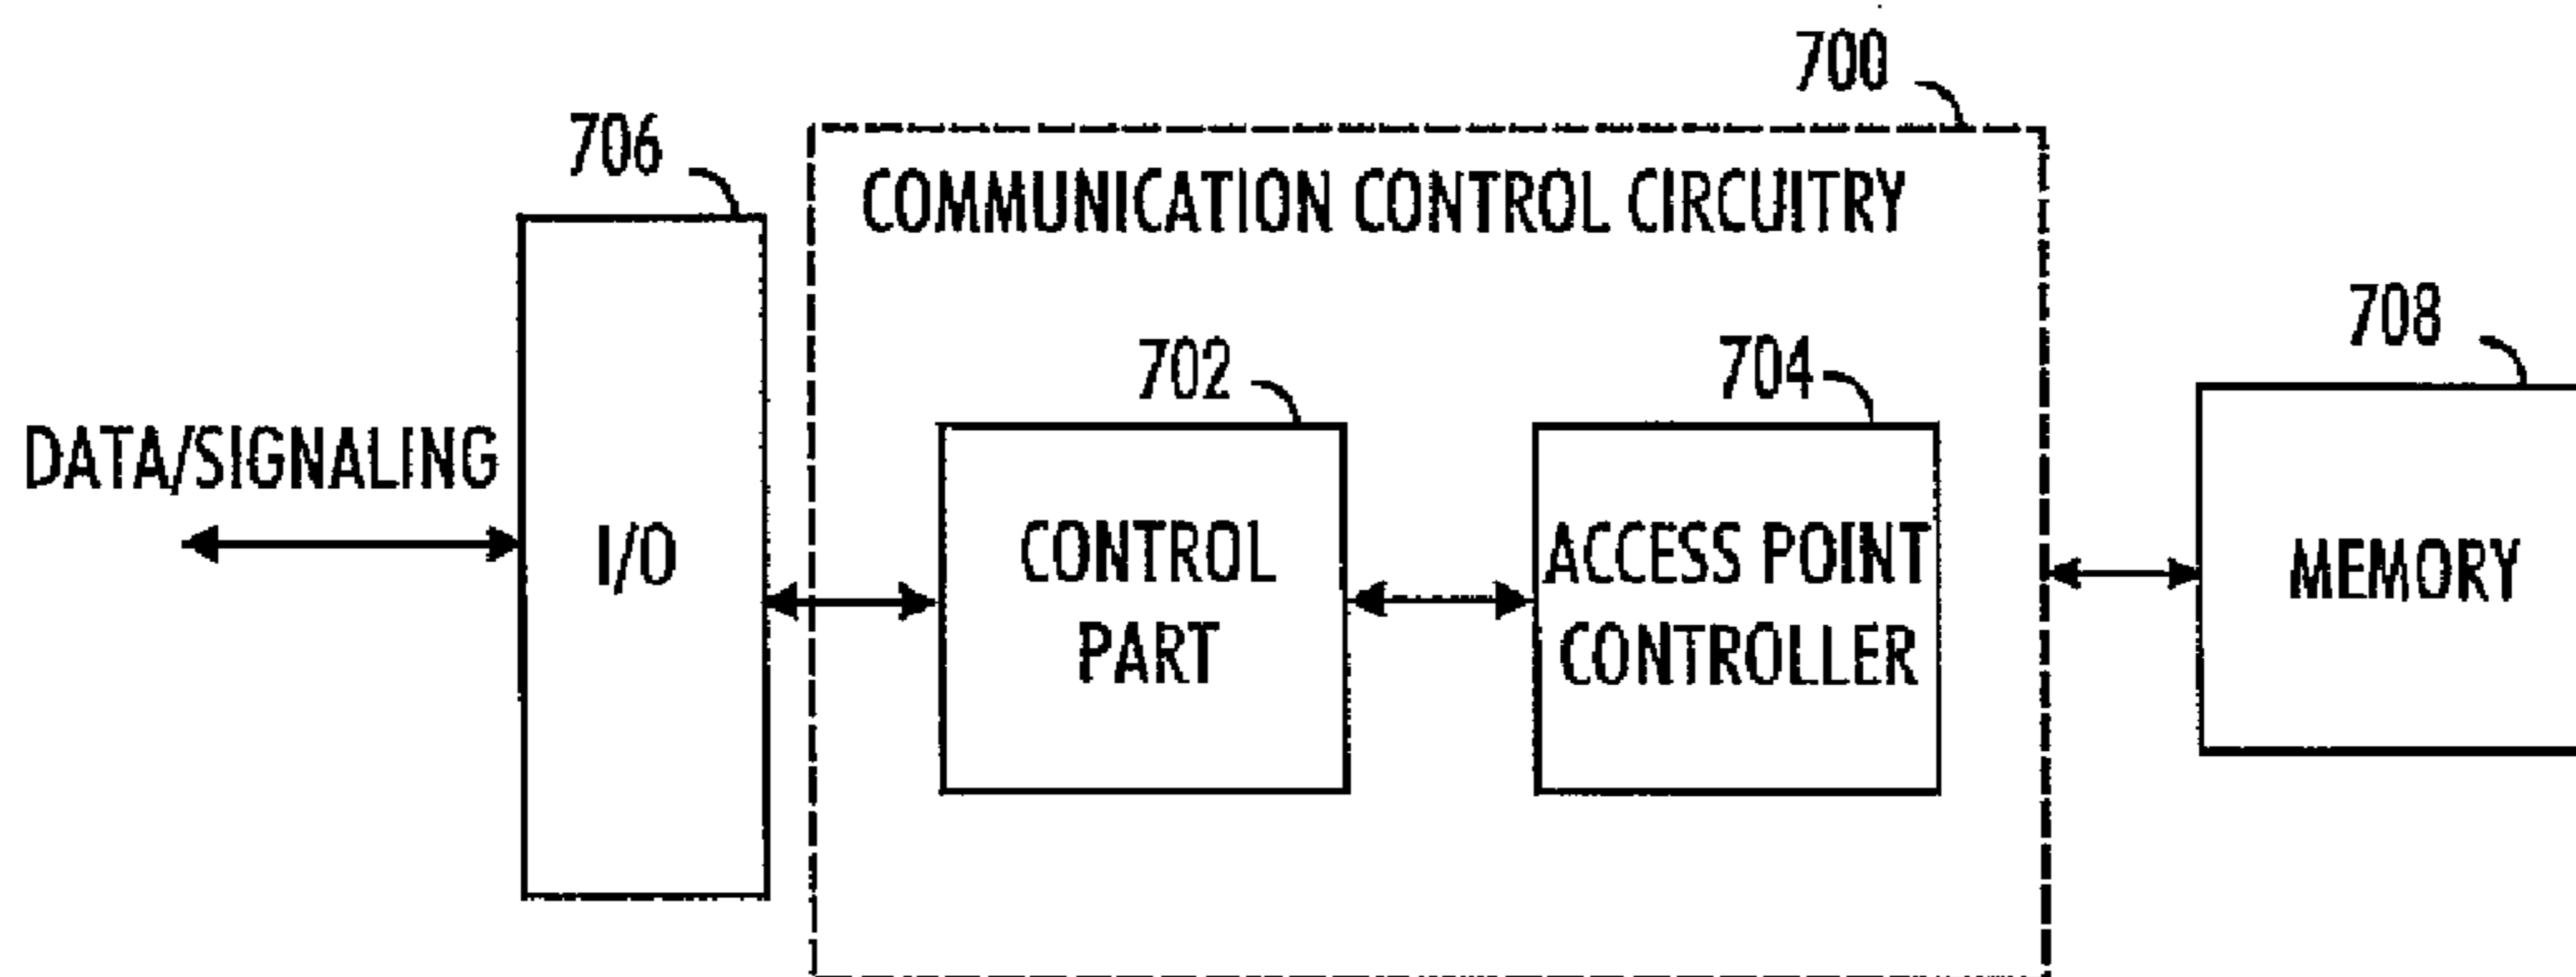 700
706
COMMUNICATION CONTROL CIRCUITRY
708
702
704
DATA/SIGNALING
I/O
CONTROL
PART
ACCESS POINT
CONTROLLER
MEMORY